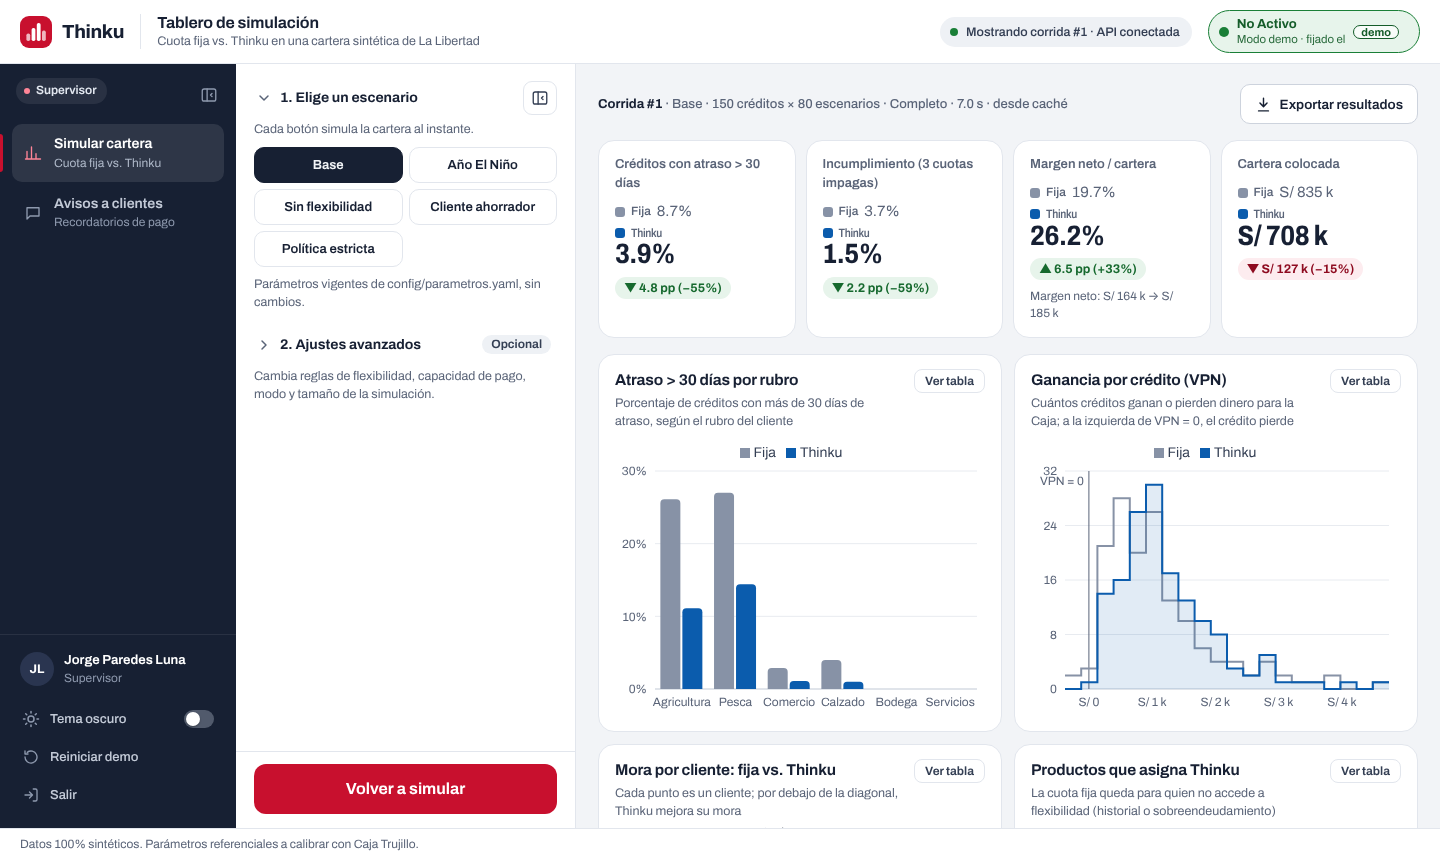 Thinku
Tablero de simulación
Cuota fija vs. Thinku en una cartera sintética de La Libertad
Mostrando corrida #1 · API conectada
No Activo
Modo demo · fijado el
demo
Supervisor
Simular cartera
Cuota fija vs. Thinku
Avisos a clientes
Recordatorios de pago
JL
Jorge Paredes Luna
Supervisor
Tema oscuro
Reiniciar demo
Salir
1. Elige un escenario
Cada botón simula la cartera al instante.
Base
Año El Niño
Sin flexibilidad
Cliente ahorrador
Política estricta
Parámetros vigentes de config/parametros.yaml, sin
cambios.
2. Ajustes avanzados
Opcional
Cambia reglas de flexibilidad, capacidad de pago,
modo y tamaño de la simulación.
Volver a simular
Corrida #1 · Base · 150 créditos × 80 escenarios · Completo · 7.0 s · desde caché
Exportar resultados
Créditos con atraso > 30
días
Fija 8.7%
Thinku
3.9%
▼ 4.8 pp (−55%)
Incumplimiento (3 cuotas
impagas)
Fija 3.7%
Thinku
1.5%
▼ 2.2 pp (−59%)
Margen neto / cartera
Fija 19.7%
Thinku
26.2%
▲ 6.5 pp (+33%)
Margen neto: S/ 164 k → S/
185 k
Cartera colocada
Fija S/ 835 k
Thinku
S/ 708 k
▼ S/ 127 k (−15%)
Atraso > 30 días por rubro
Ver tabla
Porcentaje de créditos con más de 30 días de
atraso, según el rubro del cliente
Fija Thinku
30%
20%
10%
0%
Agricultura Pesca Comercio Calzado Bodega Servicios
Ganancia por crédito (VPN)
Ver tabla
Cuántos créditos ganan o pierden dinero para la
Caja; a la izquierda de VPN = 0, el crédito pierde
Fija Thinku
32
VPN = 0
24
16
8
0
S/ 0 S/ 1 k S/ 2 k S/ 3 k S/ 4 k
Mora por cliente: fija vs. Thinku
Ver tabla
Cada punto es un cliente; por debajo de la diagonal,
Thinku mejora su mora
Productos que asigna Thinku
Ver tabla
La cuota fija queda para quien no accede a
flexibilidad (historial o sobreendeudamiento)
Datos 100% sintéticos. Parámetros referenciales a calibrar con Caja Trujillo.